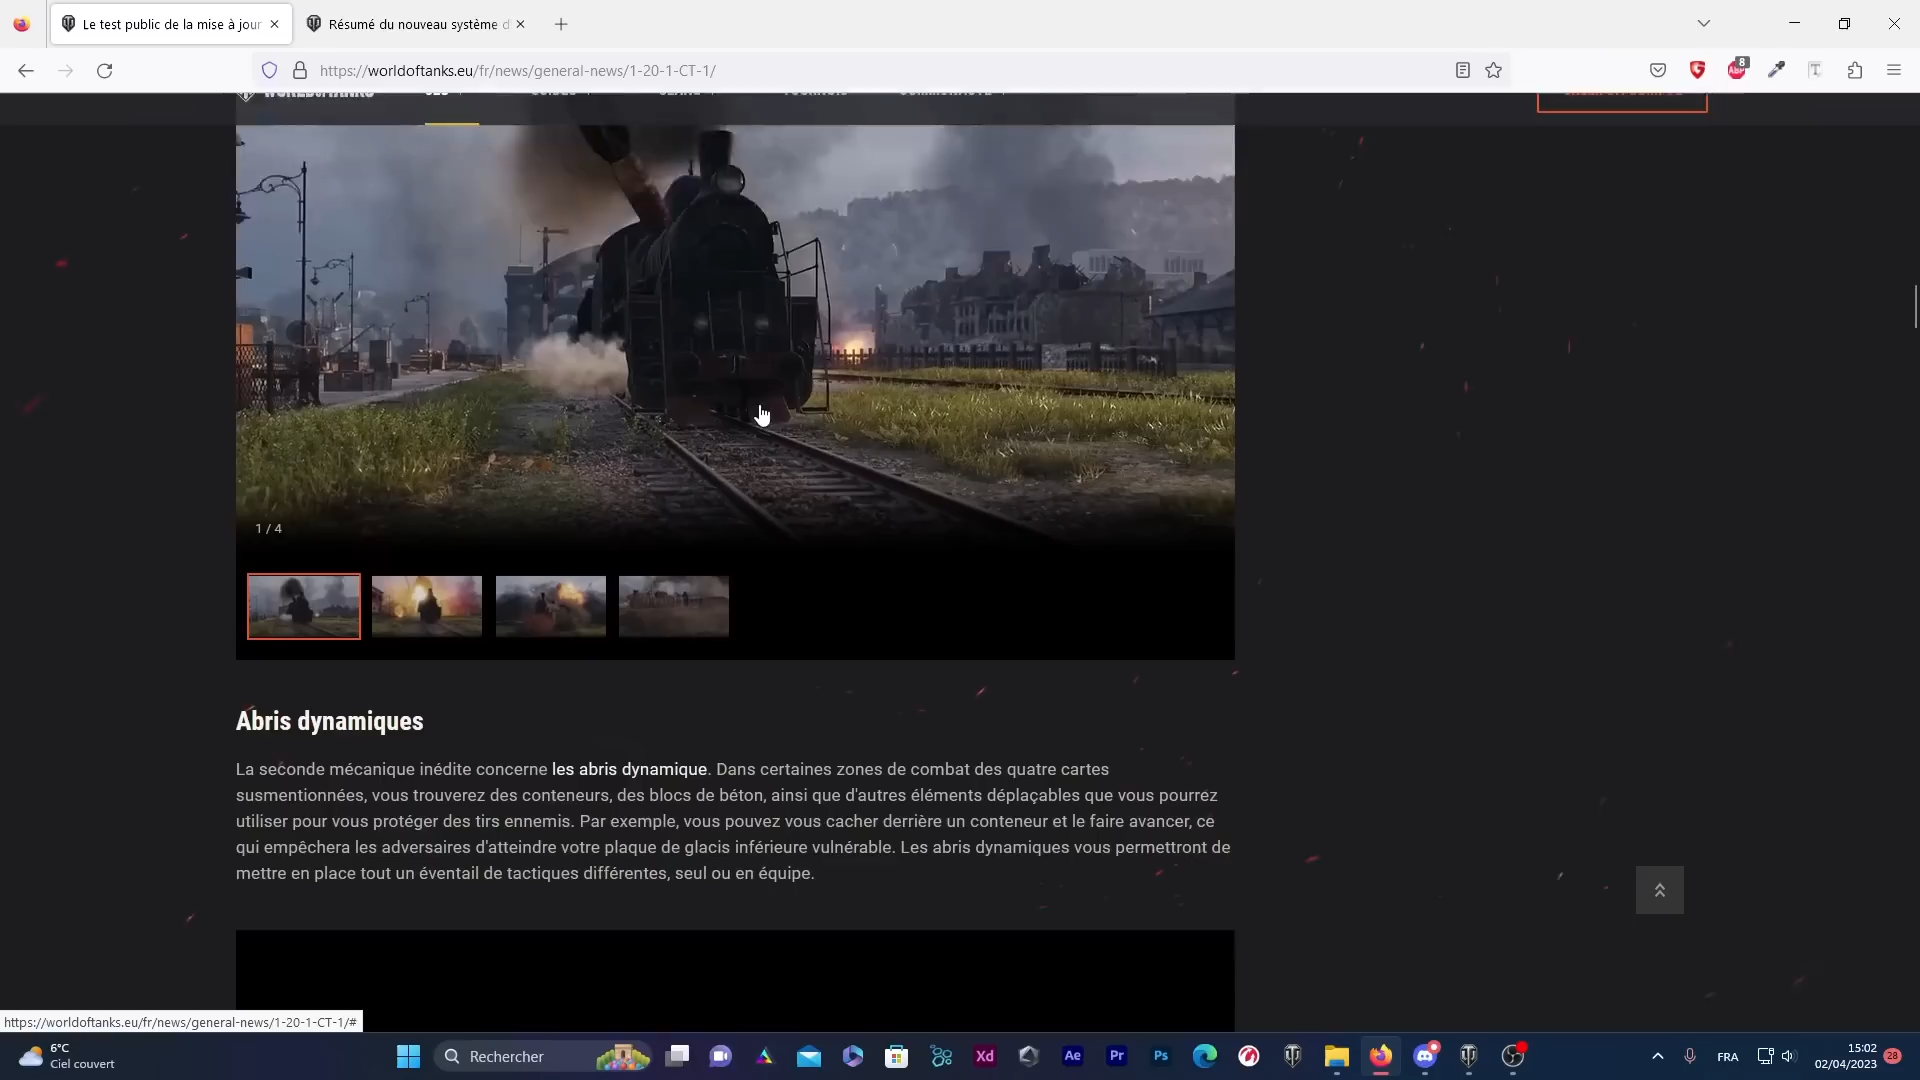 Le test public de la mise à jour
Résumé du nouveau système d
https://worldoftanks.eu/fr/news/general-news/1-20-1-CT-1/
8
1 / 4
Abris dynamiques
La seconde mécanique inédite concerne les abris dynamique. Dans certaines zones de combat des quatre cartes
susmentionnées, vous trouverez des conteneurs, des blocs de béton, ainsi que d'autres éléments déplaçables que vous pourrez
utiliser pour vous protéger des tirs ennemis. Par exemple, vous pouvez vous cacher derrière un conteneur et le faire avancer, ce
qui empêchera les adversaires d'atteindre votre plaque de glacis inférieure vulnérable. Les abris dynamiques vous permettront de
mettre en place tout un éventail de tactiques différentes, seul ou en équipe.
https://worldoftanks.eu/fr/news/general-news/1-20-1-CT-1/#
6°C
Ciel couvert
Rechercher
Xd
Ae
Pr
Ps
FRA
15:02
02/04/2023
28